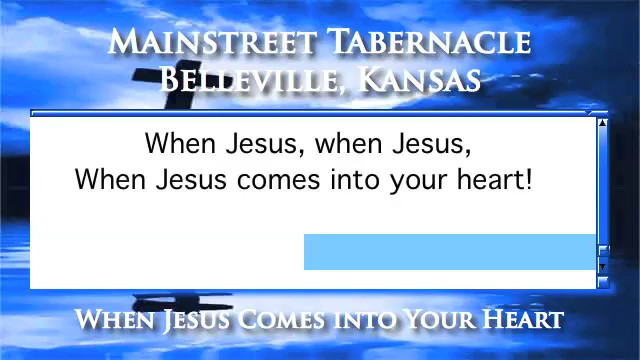 Mainstreet Tabernacle
Belleville, Kansas
When Jesus, when Jesus,
When Jesus comes into your heart!
When Jesus Comes into Your Heart